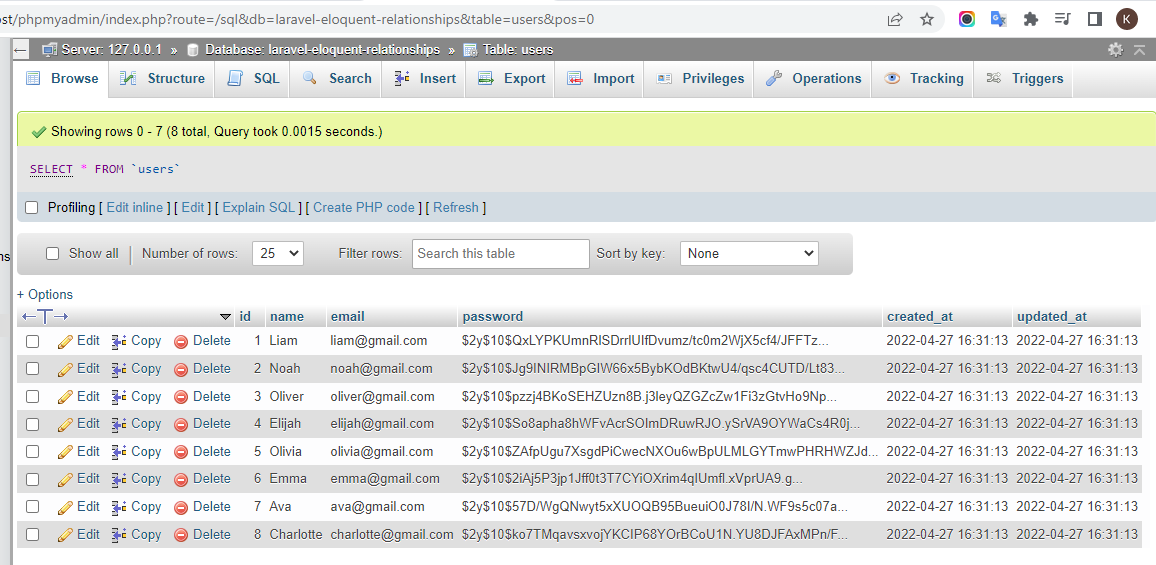 st/phpmyadmin/index.php?route=/sql&db=laravel-eloquent-relationships&table=users&pos=0
K
Server: 127.0.0.1 » Database: laravel-eloquent-relationships » Table: users
Browse Structure SQL Search Insert Export Import Privileges Operations Tracking Triggers
Showing rows 0 - 7 (8 total, Query took 0.0015 seconds.)
SELECT * FROM `users`
Profiling [ Edit inline ] [ Edit ] [ Explain SQL ] [ Create PHP code ] [ Refresh ]
ns
Show all Number of rows: 25 Filter rows: Search this table Sort by key: None
+ Options
id name email password created_at updated_at
Edit Copy Delete 1 Liam liam@gmail.com $2y$10$QxLYPKUmnRISDrrlUIfDvumz/tc0m2WjX5cf4/JFFTz... 2022-04-27 16:31:13 2022-04-27 16:31:13
Edit Copy Delete 2 Noah noah@gmail.com $2y$10$Jg9INIRMBpGIW66x5BybKOdBKtwU4/qsc4CUTD/Lt83... 2022-04-27 16:31:13 2022-04-27 16:31:13
Edit Copy Delete 3 Oliver oliver@gmail.com $2y$10$pzzj4BKoSEHZUzn8B.j3leyQZGZcZw1Fi3zGtvHo9Np... 2022-04-27 16:31:13 2022-04-27 16:31:13
Edit Copy Delete 4 Elijah elijah@gmail.com $2y$10$So8apha8hWFvAcrSOImDRuwRJO.ySrVA9OYWaCs4R0j... 2022-04-27 16:31:13 2022-04-27 16:31:13
Edit Copy Delete 5 Olivia olivia@gmail.com $2y$10$ZAfpUgu7XsgdPiCwecNXOu6wBpULMLGYTmwPHRHWZJd... 2022-04-27 16:31:13 2022-04-27 16:31:13
Edit Copy Delete 6 Emma emma@gmail.com $2y$10$2iAj5P3jp1Jff0t3T7CYiOXrim4qIUmfl.xVprUA9.g... 2022-04-27 16:31:13 2022-04-27 16:31:13
Edit Copy Delete 7 Ava ava@gmail.com $2y$10$57D/WgQNwyt5xXUOQB95BueuiO0J78I/N.WF9s5c07a... 2022-04-27 16:31:13 2022-04-27 16:31:13
Edit Copy Delete 8 Charlotte charlotte@gmail.com $2y$10$ko7TMqavsxvojYKCIP68YOrBCoU1N.YU8DJFAxMPn/F... 2022-04-27 16:31:13 2022-04-27 16:31:13